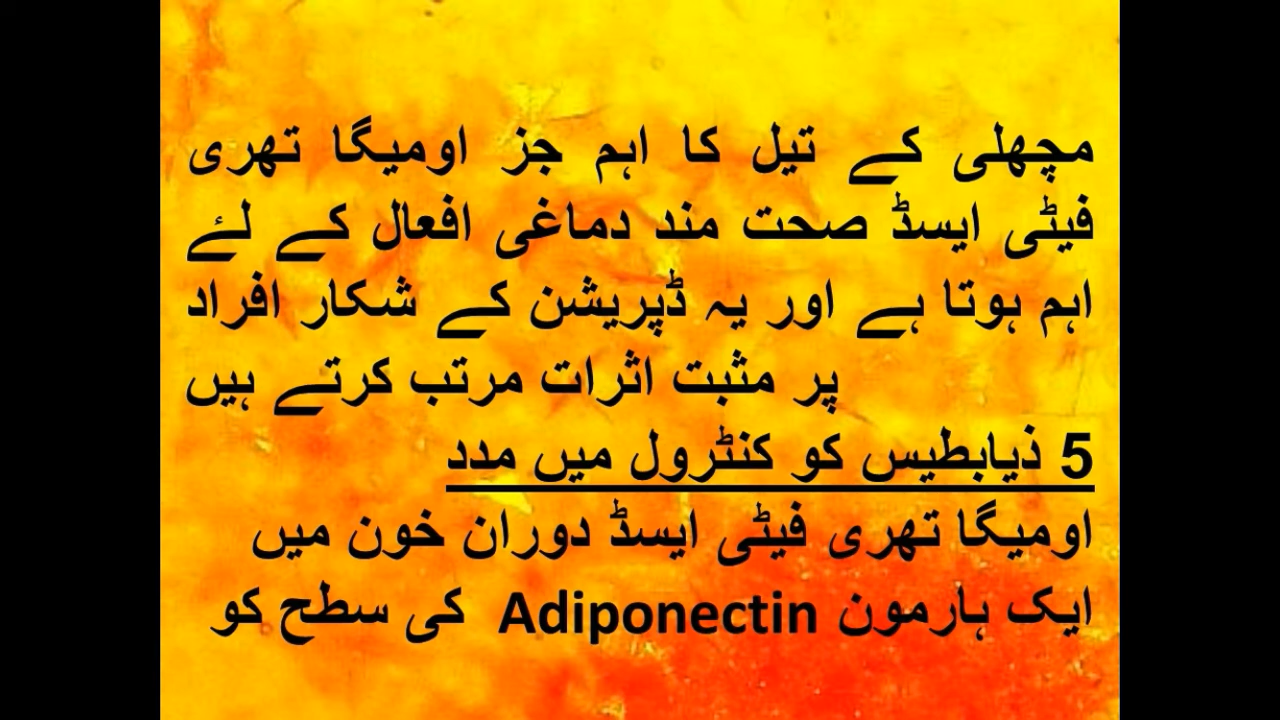 مچھلی کے تیل کا اہم جز اومیگا تھری
فیٹی ایسڈ صحت مند دماغی افعال کے لئے
اہم ہوتا ہے اور یہ ڈپریشن کے شکار افراد
پر مثبت اثرات مرتب کرتے ہیں
5 ذیابطیس کو کنٹرول میں مدد
اومیگا تھری فیٹی ایسڈ دوران خون میں
ایک ہارمون Adiponectin کی سطح کو